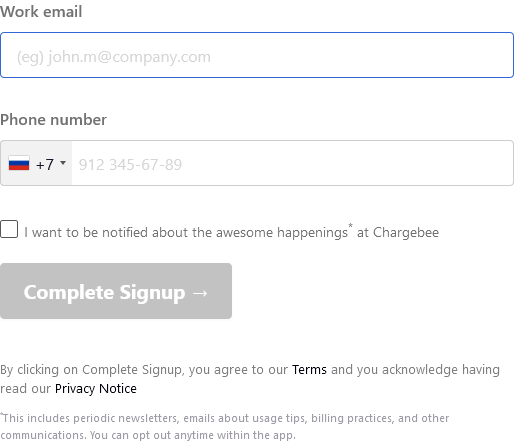 Work email
(eg) john.m@company.com
Phone number
+7 912 345-67-89
I want to be notified about the awesome happenings* at Chargebee
Complete Signup →
By clicking on Complete Signup, you agree to our Terms and you acknowledge having
read our Privacy Notice
*This includes periodic newsletters, emails about usage tips, billing practices, and other
communications. You can opt out anytime within the app.